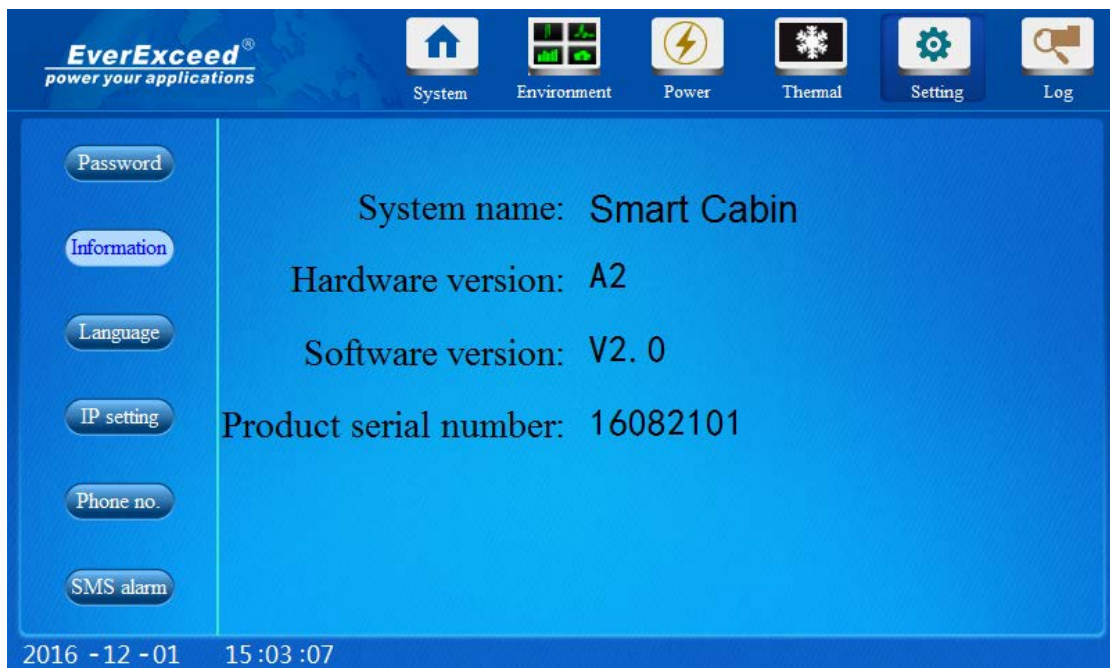 EverExceed®
power your applications
System
Environment
Power
Thermal
Setting
Log
Password
Information
Language
IP setting
Phone no.
SMS alarm
System name: Smart Cabin
Hardware version: A2
Software version: V2.0
Product serial number: 16082101
2016 -12 -01 15:03:07